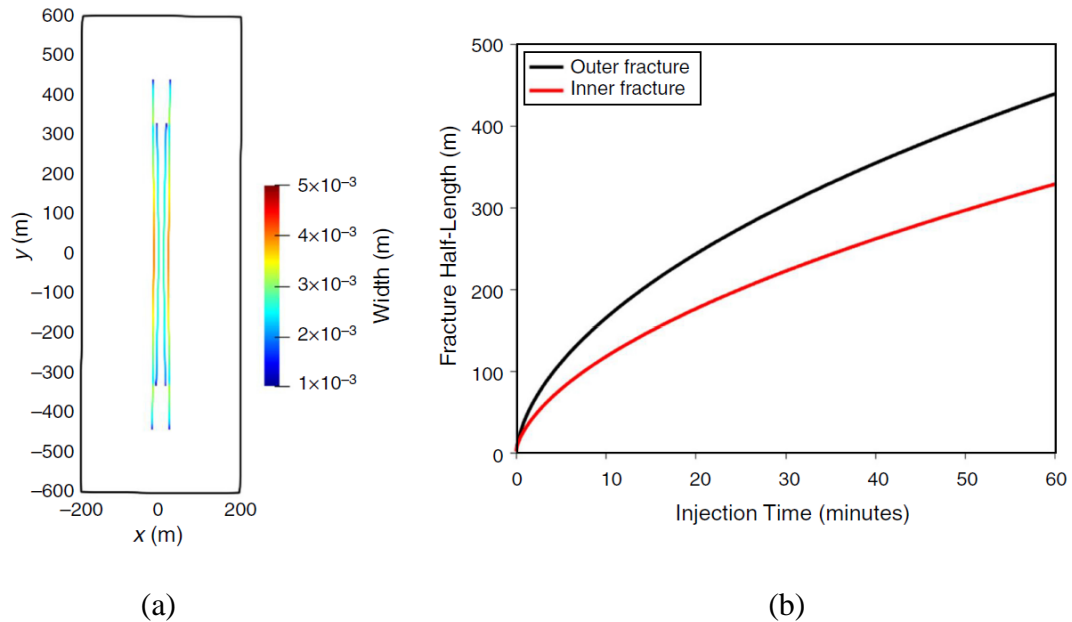 600
500
400
300
200
100
0
–100
–200
–300
–400
–500
–600
y (m)
–200 0 200
x (m)
5×10⁻³
4×10⁻³
3×10⁻³
2×10⁻³
1×10⁻³
Width (m)
(a)
500
400
300
200
100
0
Fracture Half-Length (m)
Outer fracture
Inner fracture
0 10 20 30 40 50 60
Injection Time (minutes)
(b)